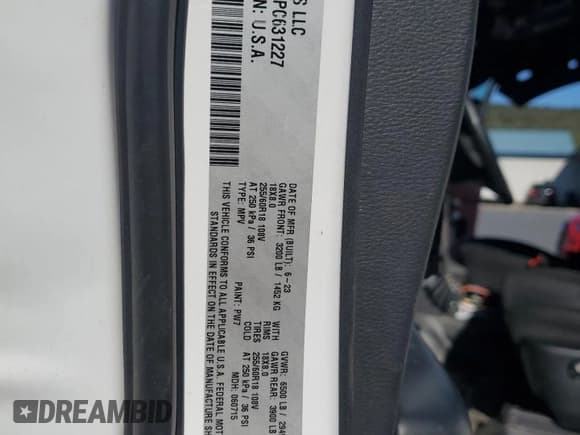 S LLC
PC631227
N: U.S.A.
DATE OF MFR (BUILT): 6-23 GVWR: 6500 LB
GAWR FRONT: 3200 LB / 1452 KG WITH GAWR REAR: 3900 LB
18X8.0 RIMS 18X8.0
255/60R18 108V TIRES 255/60R18 108V
AT 250 kPa / 36 PSI COLD AT 250 kPa / 36 PSI
TYPE: MPV PAINT: PW7 MDH: 060715
THIS VEHICLE CONFORMS TO ALL APPLICABLE U.S.A. FEDERAL MOT
STANDARDS IN EFFECT ON THE DATE OF MANUFACTURE SH
DREAMBID